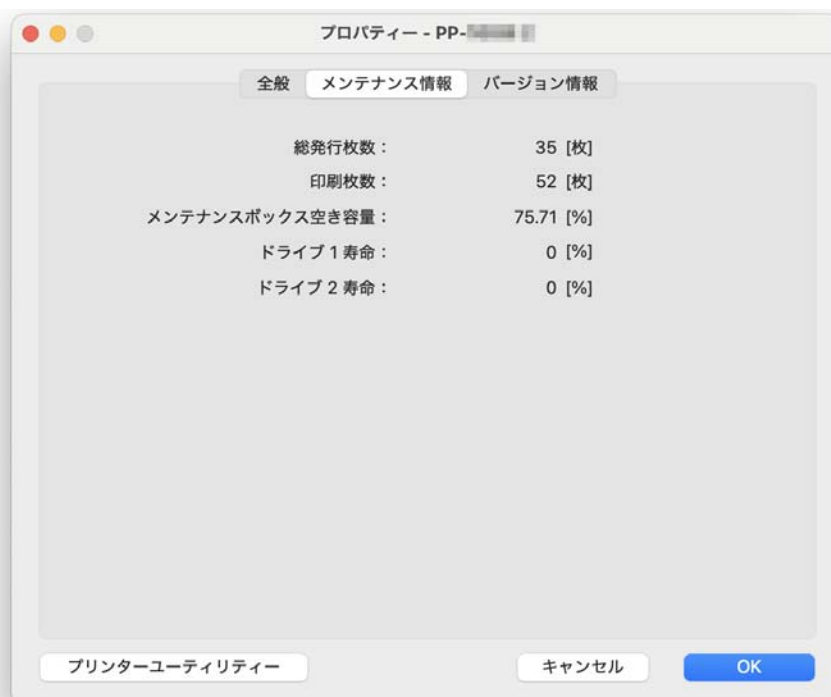 プロパティー - PP-
全般 メンテナンス情報 バージョン情報
総発行枚数： 35 [枚]
印刷枚数： 52 [枚]
メンテナンスボックス空き容量： 75.71 [%]
ドライブ 1 寿命： 0 [%]
ドライブ 2 寿命： 0 [%]
プリンターユーティリティー キャンセル OK